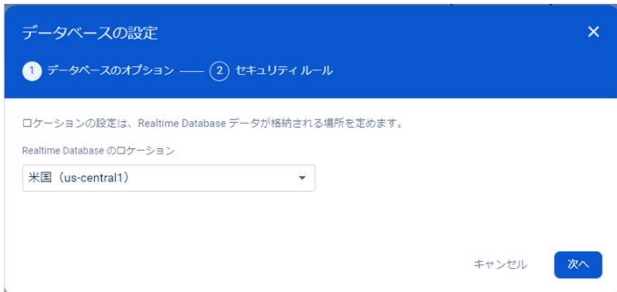 データベースの設定
1 データベースのオプション 2 セキュリティ ルール
ロケーションの設定は、Realtime Database データが格納される場所を定めます。
Realtime Database のロケーション
米国（us-central1）
キャンセル 次へ